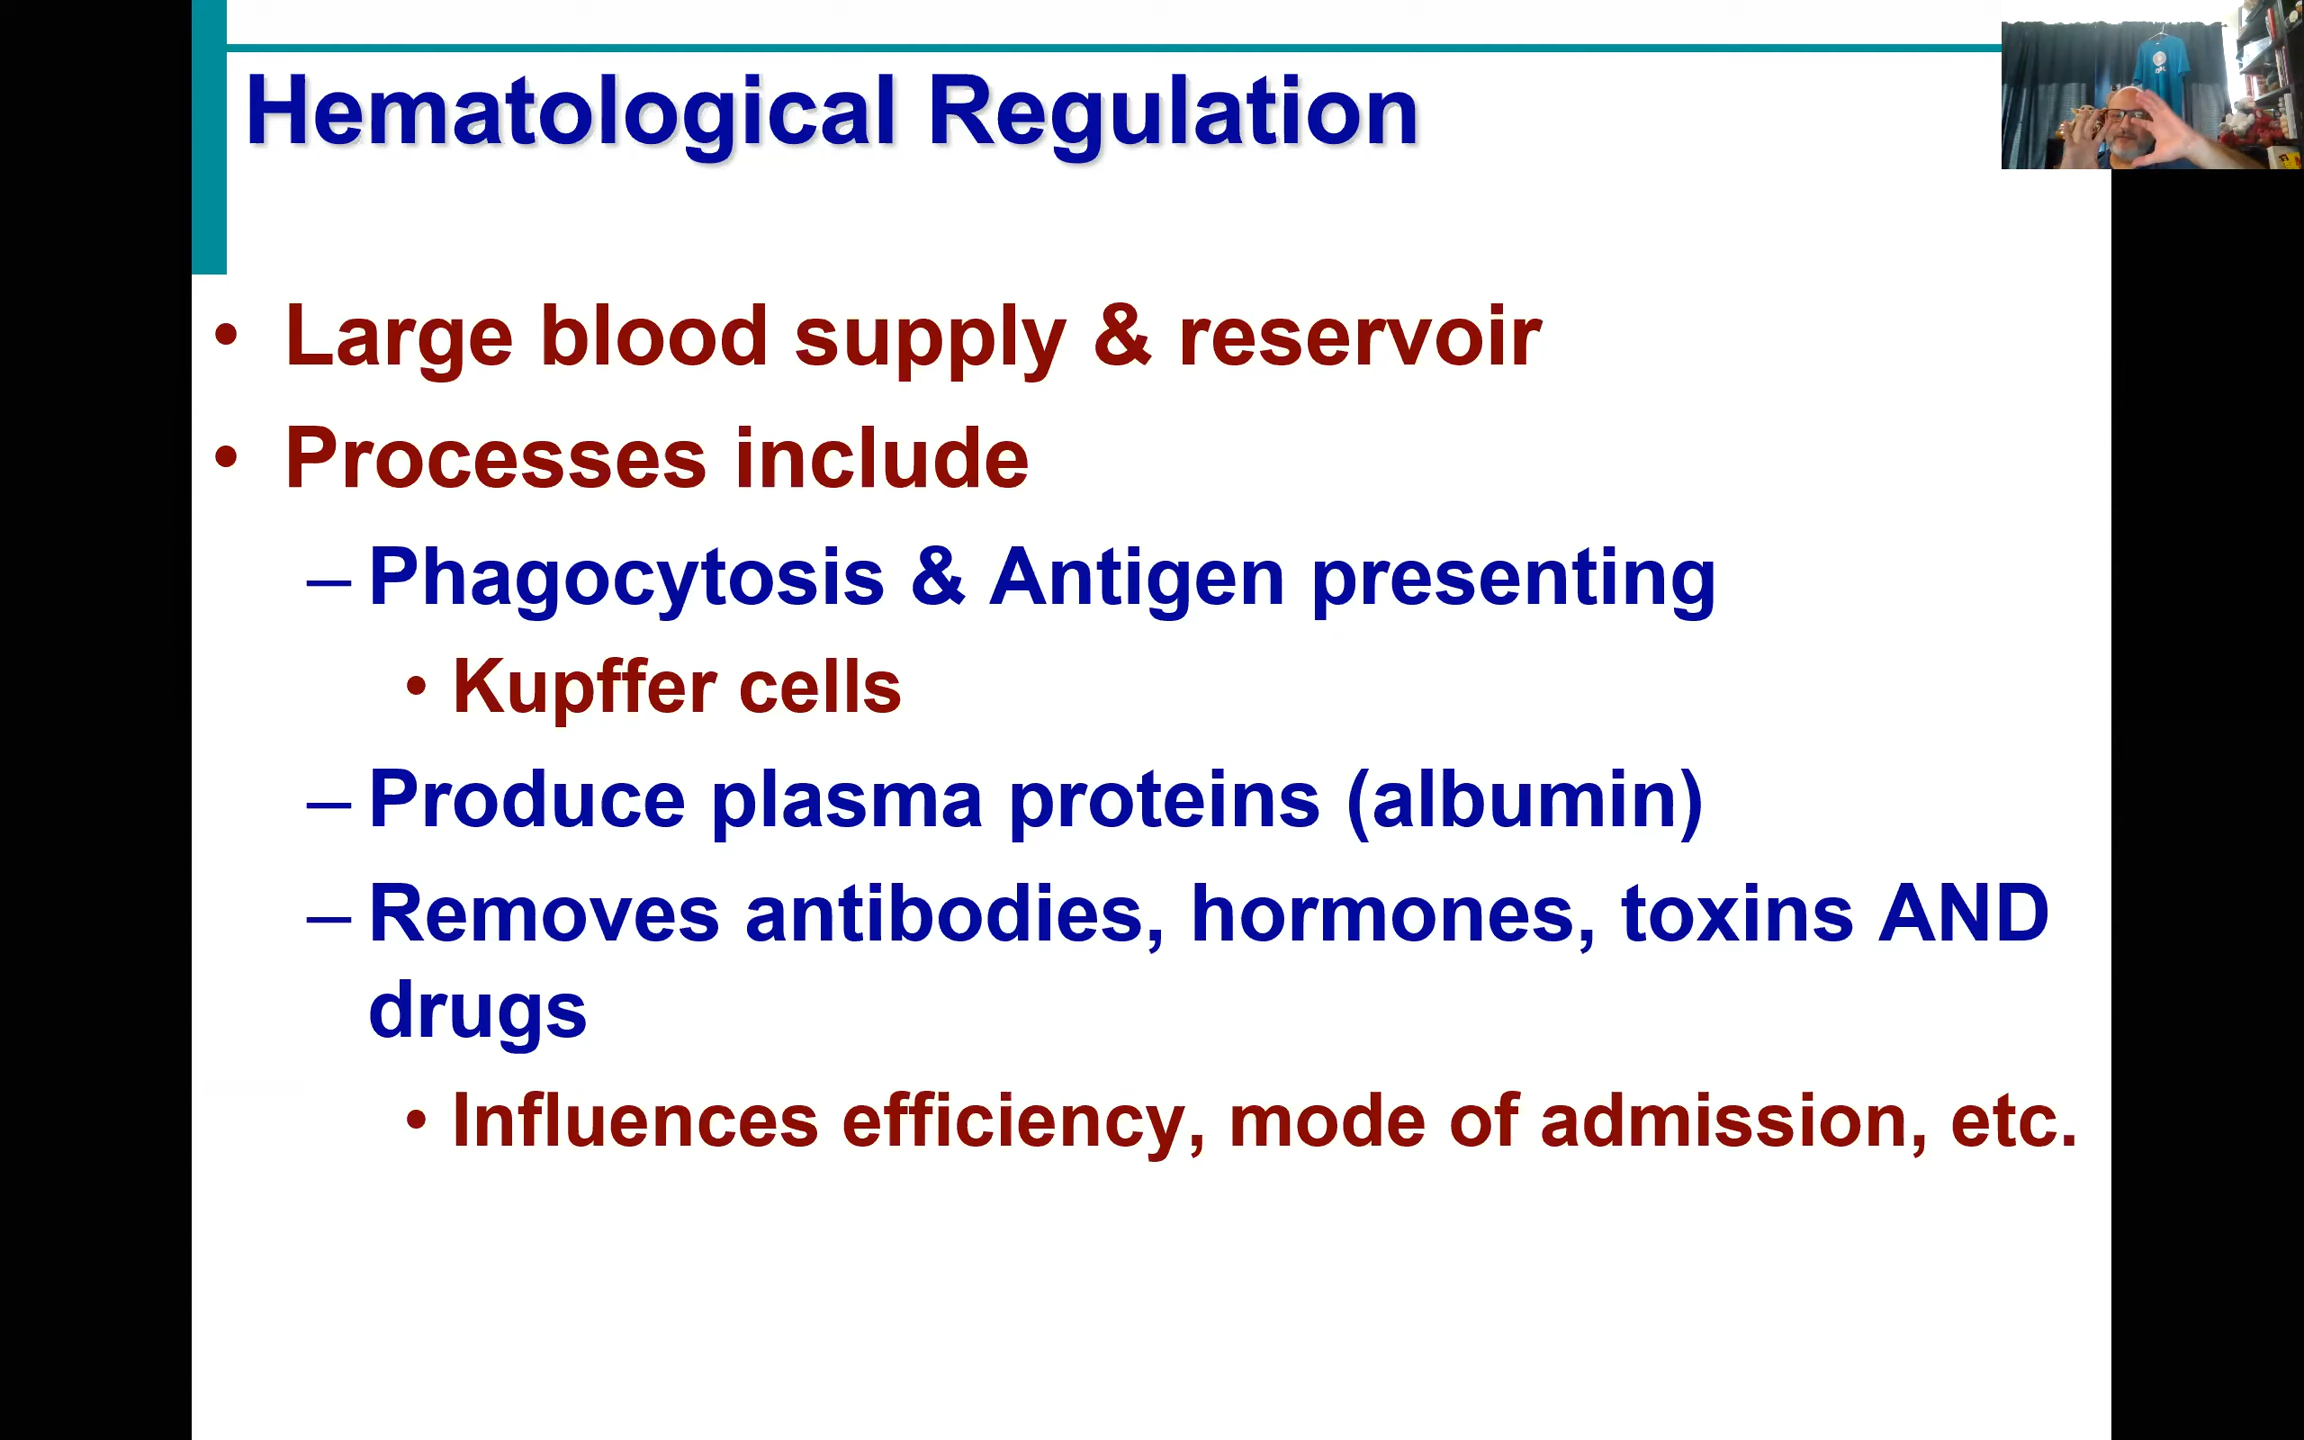 Hematological Regulation
• Large blood supply & reservoir
• Processes include
– Phagocytosis & Antigen presenting
• Kupffer cells
– Produce plasma proteins (albumin)
– Removes antibodies, hormones, toxins AND
drugs
• Influences efficiency, mode of admission, etc.